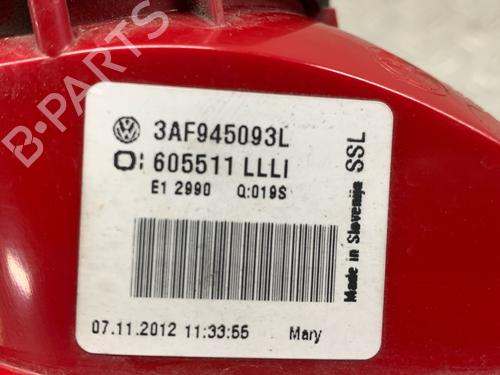 3AF945093L
605511 LLLI
E1 2990 Q:019S
07.11.2012 11:33:55 Mary
Made in Slovenija SSL
B-PARTS